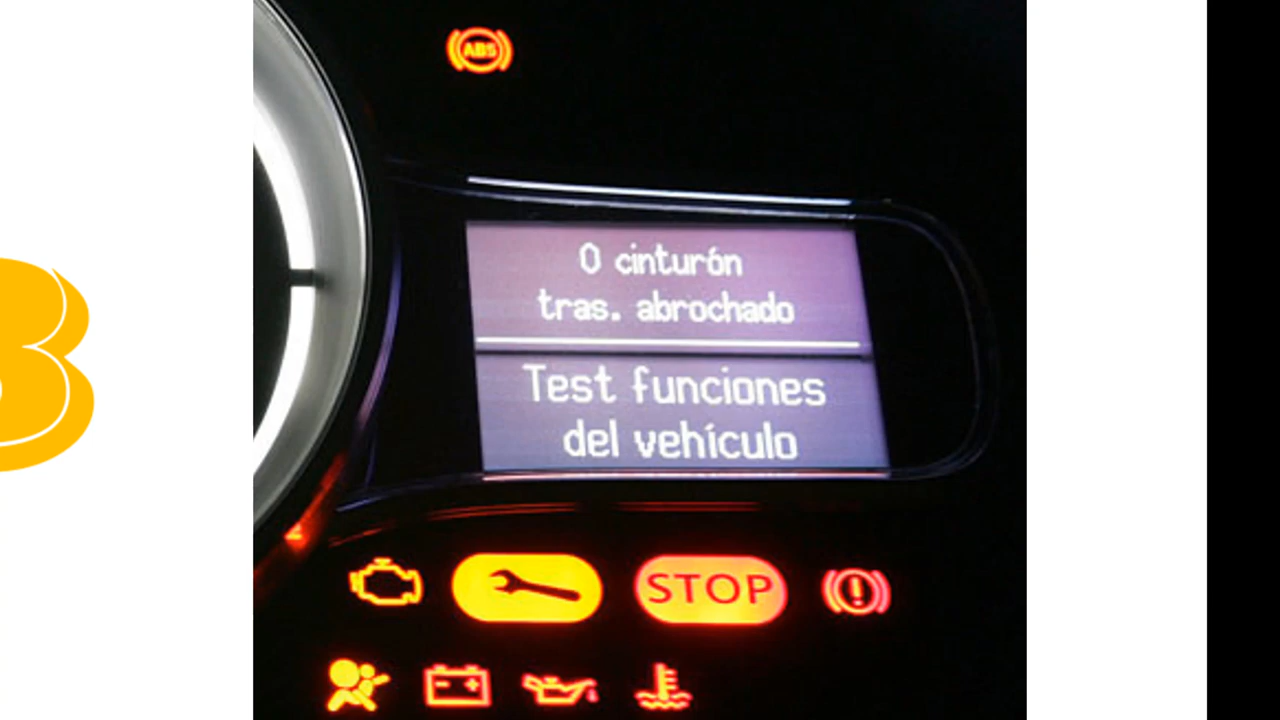 ABS
0 cinturón
tras. abrochado
Test funciones
del vehículo
STOP